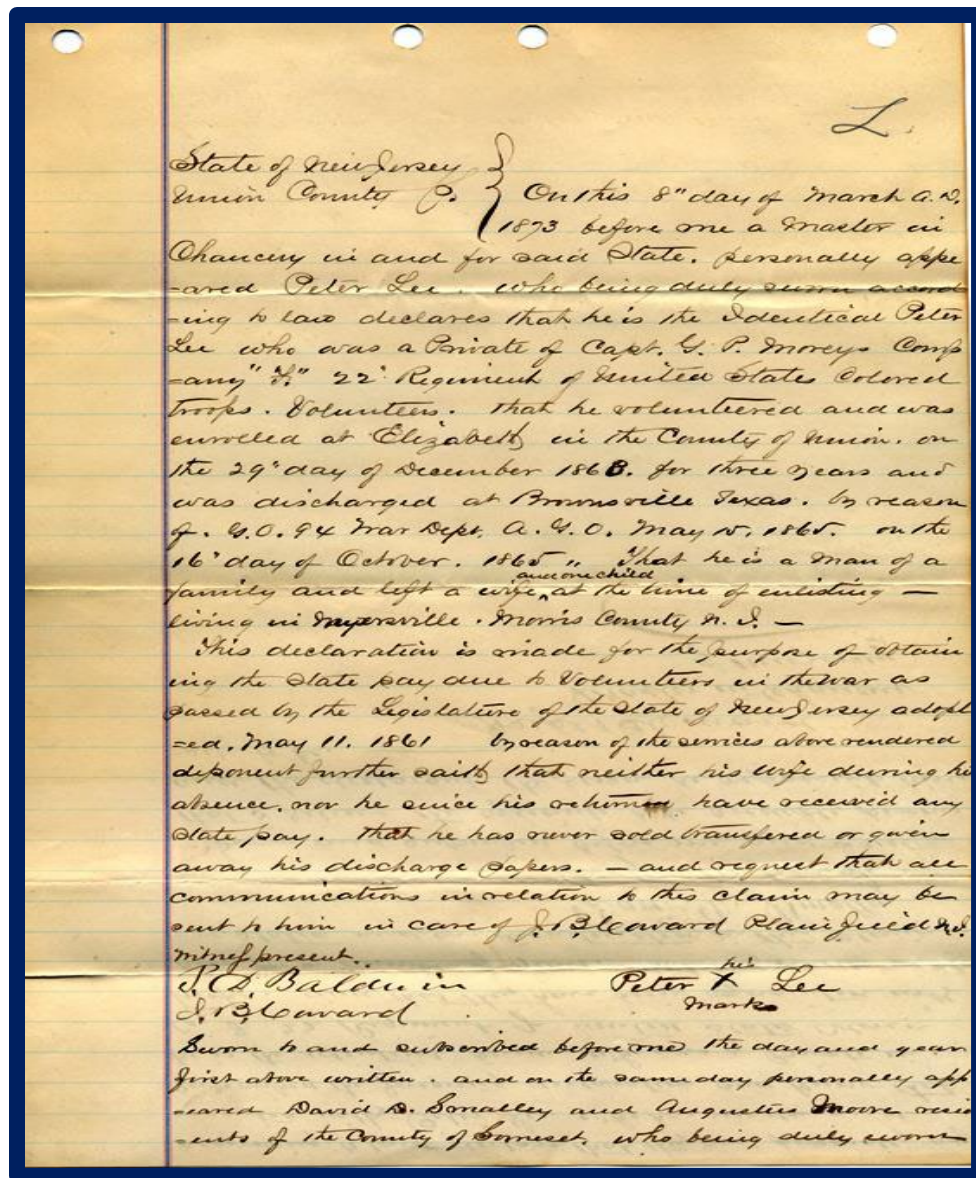 L.
State of New Jersey
Union County
On this 8" day of March A.D.
1873 before me a Master in
Chancery in and for said State. personally appe
=ared Peter Lee. who being duly sworn accord
=ing to law declares that he is the Identical Peter
Lee who was a Private of Capt. G. P. Moreys Comp
=any 22' Regiment of United States Colored
troops. Volunteers. that he volunteered and was
enrolled at Elizabeth in the County of Union. on
the 29" day of December 1863. for three years and
was discharged at Brownsville Texas. by reason
of. G.O. 94 War Dept. A.G.O. May 15, 1865. on the
16' day of October. 1865 " That he is a man of a
family and left a wife ^and one child at the time of enlisting —
living in Myersville. Morris County N.J. —
This declaration is made for the purpose of obtain
ing the State pay due to Volunteers in the war as
passed by the Legislature of the State of New Jersey adopt
=ed. May 11. 1861 by reason of the services above rendered
deponent further saith that neither his wife during his
absence, nor he since his return have received any
State pay. that he has never sold transfered or given
away his discharge papers. — and request that all
communications in relation to this claim may be
sent to him in care of J. B. Coward Plainfield N.J.
Witness present.
Baldwin
J. B. Coward
his
Peter X Lee
mark
Sworn to and subscribed before me the day and year
first above written. and on the same day personally app
=eared David D. Smalley and Augustus Moore resid
=ents of the County of Somerset. who being duly sworn